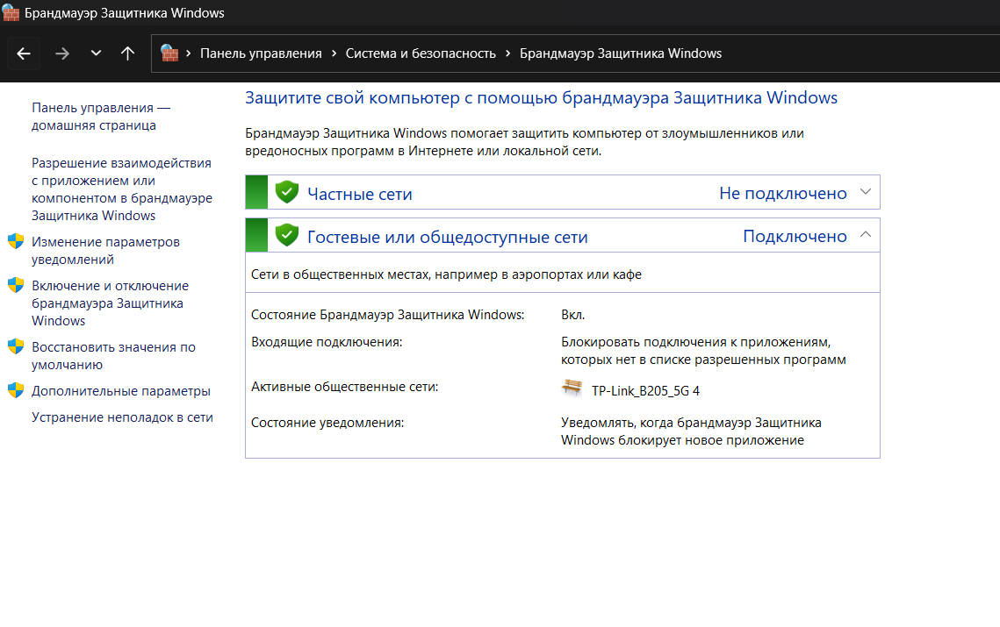 Брандмауэр Защитника Windows
Панель управления › Система и безопасность › Брандмауэр Защитника Windows
Панель управления —
домашняя страница
Разрешение взаимодействия
с приложением или
компонентом в брандмауэре
Защитника Windows
Изменение параметров
уведомлений
Включение и отключение
брандмауэра Защитника
Windows
Восстановить значения по
умолчанию
Дополнительные параметры
Устранение неполадок в сети
Защитите свой компьютер с помощью брандмауэра Защитника Windows
Брандмауэр Защитника Windows помогает защитить компьютер от злоумышленников или
вредоносных программ в Интернете или локальной сети.
Частные сети Не подключено
Гостевые или общедоступные сети Подключено
Сети в общественных местах, например в аэропортах или кафе
Состояние Брандмауэр Защитника Windows: Вкл.
Входящие подключения: Блокировать подключения к приложениям,
которых нет в списке разрешенных программ
Активные общественные сети: TP-Link_B205_5G 4
Состояние уведомления: Уведомлять, когда брандмауэр Защитника
Windows блокирует новое приложение